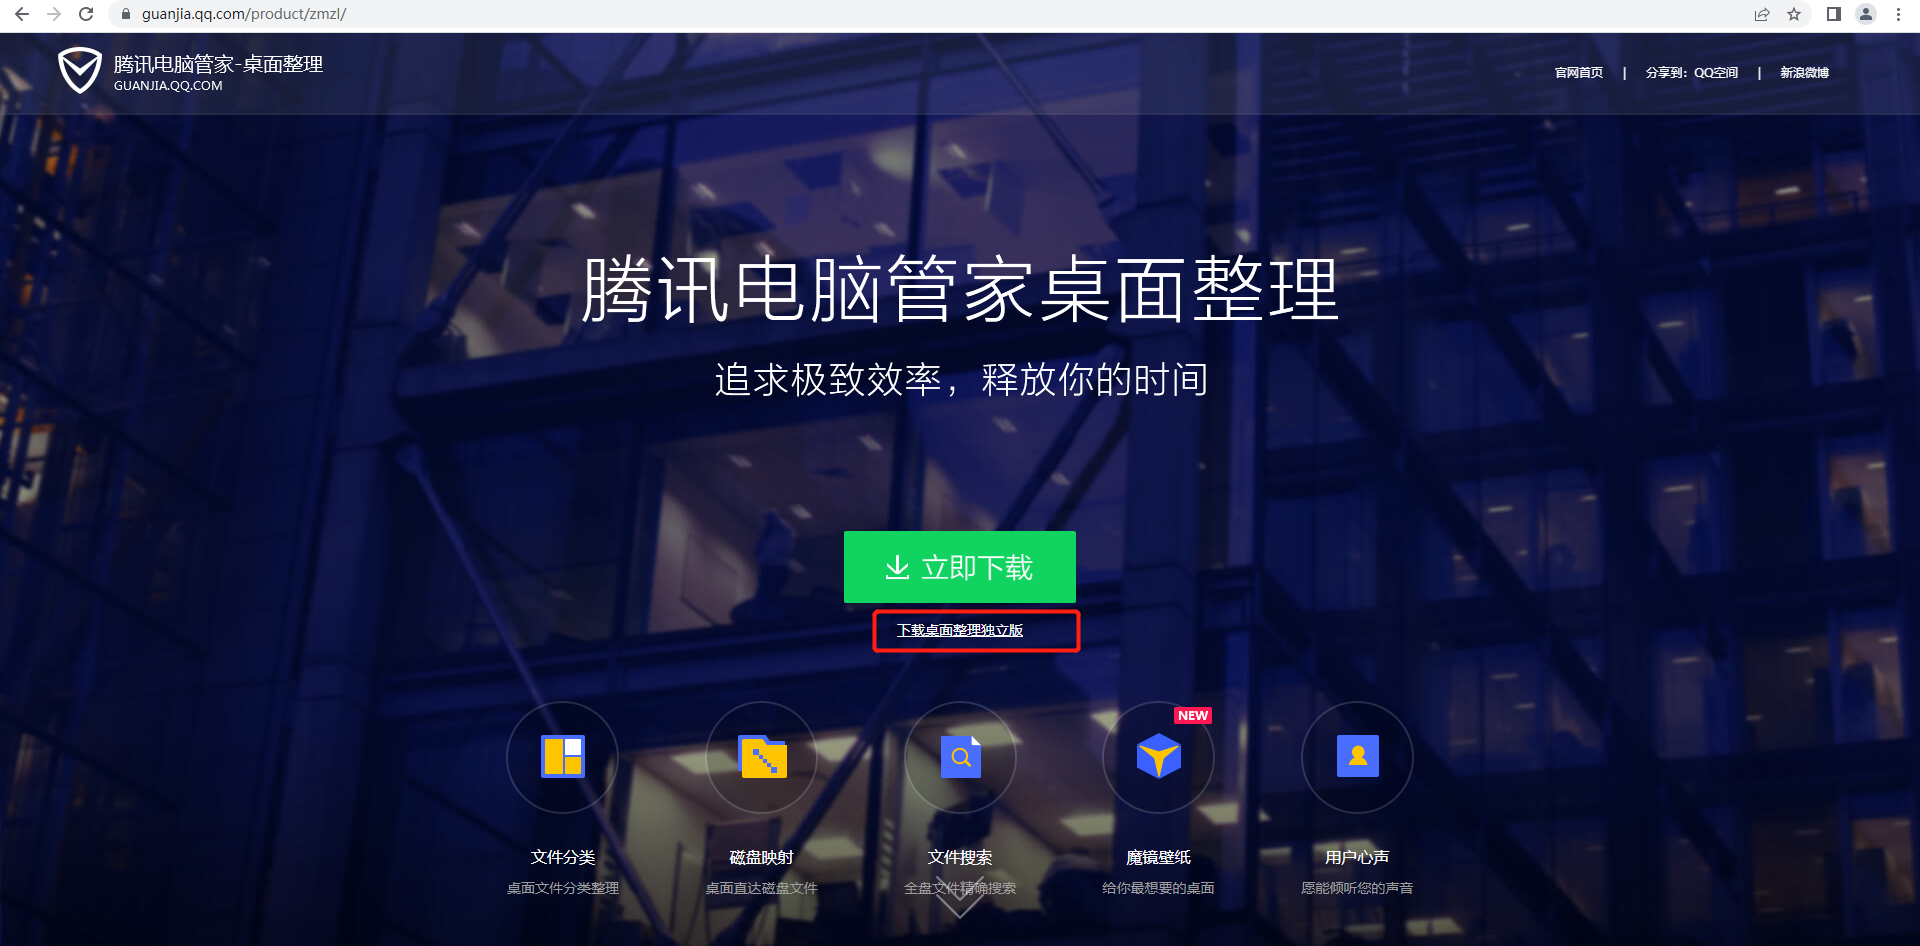 guanjia.qq.com/product/zmzl/
腾讯电脑管家-桌面整理
GUANJIA.QQ.COM
官网首页 | 分享到：QQ空间 | 新浪微博
腾讯电脑管家桌面整理
追求极致效率，释放你的时间
立即下载
下载桌面整理独立版
NEW
文件分类 磁盘映射 文件搜索 魔镜壁纸 用户心声
桌面文件分类整理 桌面直达磁盘文件 全盘文件精确搜索 给你最想要的桌面 愿能倾听您的声音